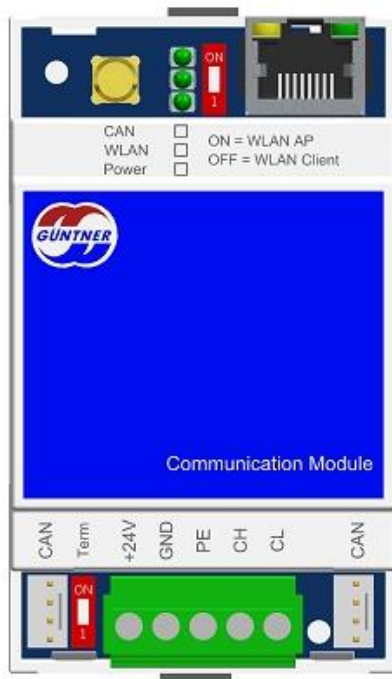 ON
1
CAN
WLAN
Power
ON = WLAN AP
OFF = WLAN Client
GÜNTNER
Communication Module
CAN
Term
+24V
GND
PE
CH
CL
CAN
ON
1